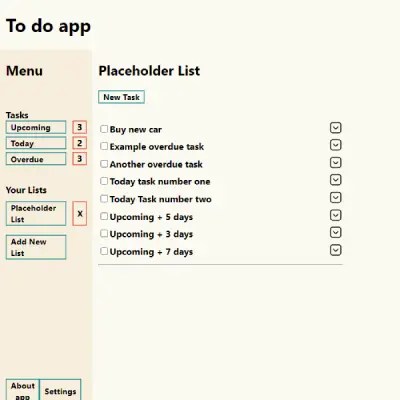 To do app
Menu
Tasks
Upcoming 3
Today 2
Overdue 3
Your Lists
Placeholder
List
X
Add New
List
About
app
Settings
Placeholder List
New Task
Buy new car
Example overdue task
Another overdue task
Today task number one
Today Task number two
Upcoming + 5 days
Upcoming + 3 days
Upcoming + 7 days